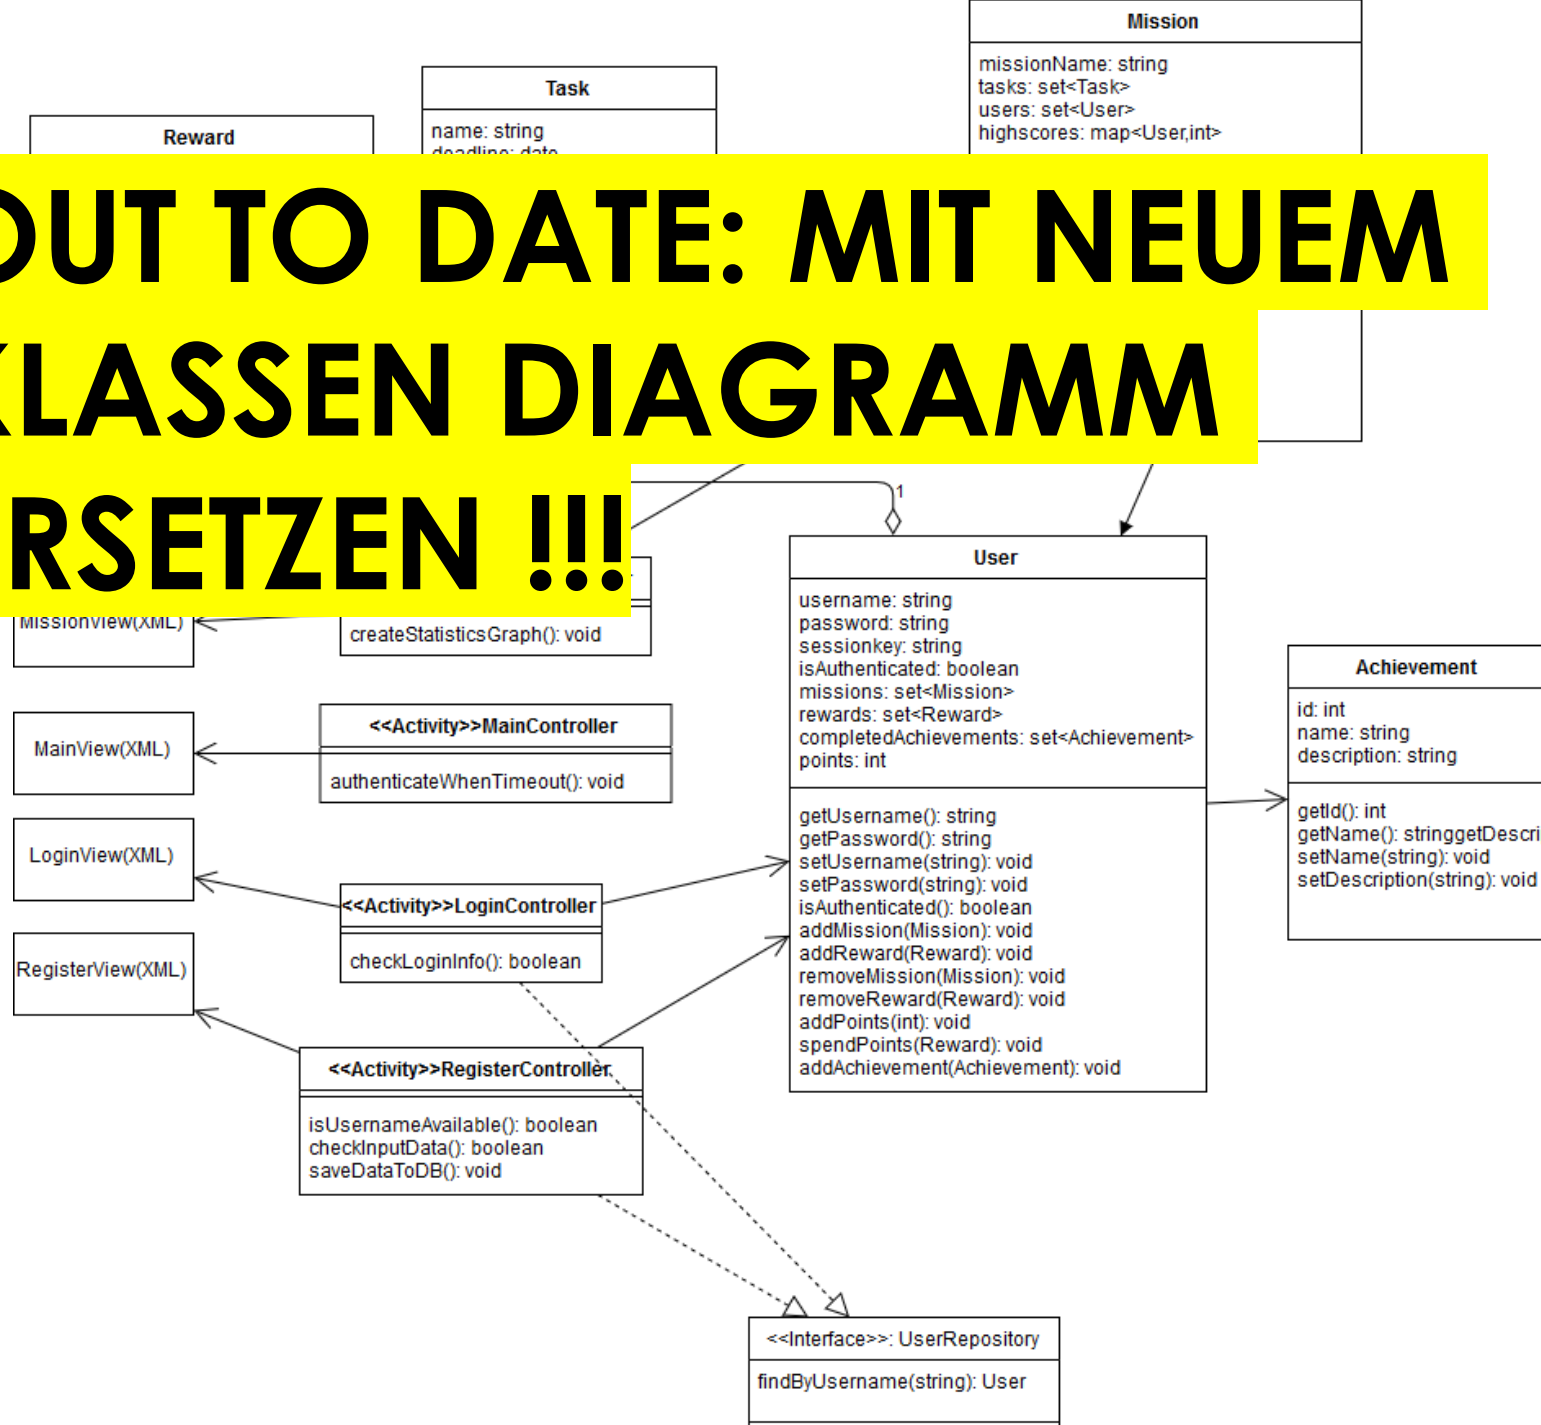 Mission
missionName: string
tasks: set<Task>
users: set<User>
highscores: map<User,int>
Task
name: string
deadline: date
Reward
OUT TO DATE: MIT NEUEM
KLASSEN DIAGRAMM
RSETZEN !!!
MissionView(XML)
createStatisticsGraph(): void
MainView(XML)
<<Activity>>MainController
authenticateWhenTimeout(): void
LoginView(XML)
<<Activity>>LoginController
checkLoginInfo(): boolean
RegisterView(XML)
<<Activity>>RegisterController
isUsernameAvailable(): boolean
checkInputData(): boolean
saveDataToDB(): void
1
User
username: string
password: string
sessionkey: string
isAuthenticated: boolean
missions: set<Mission>
rewards: set<Reward>
completedAchievements: set<Achievement>
points: int
getUsername(): string
getPassword(): string
setUsername(string): void
setPassword(string): void
isAuthenticated(): boolean
addMission(Mission): void
addReward(Reward): void
removeMission(Mission): void
removeReward(Reward): void
addPoints(int): void
spendPoints(Reward): void
addAchievement(Achievement): void
Achievement
id: int
name: string
description: string
getId(): int
getName(): stringgetDescri
setName(string): void
setDescription(string): void
<<Interface>>: UserRepository
findByUsername(string): User